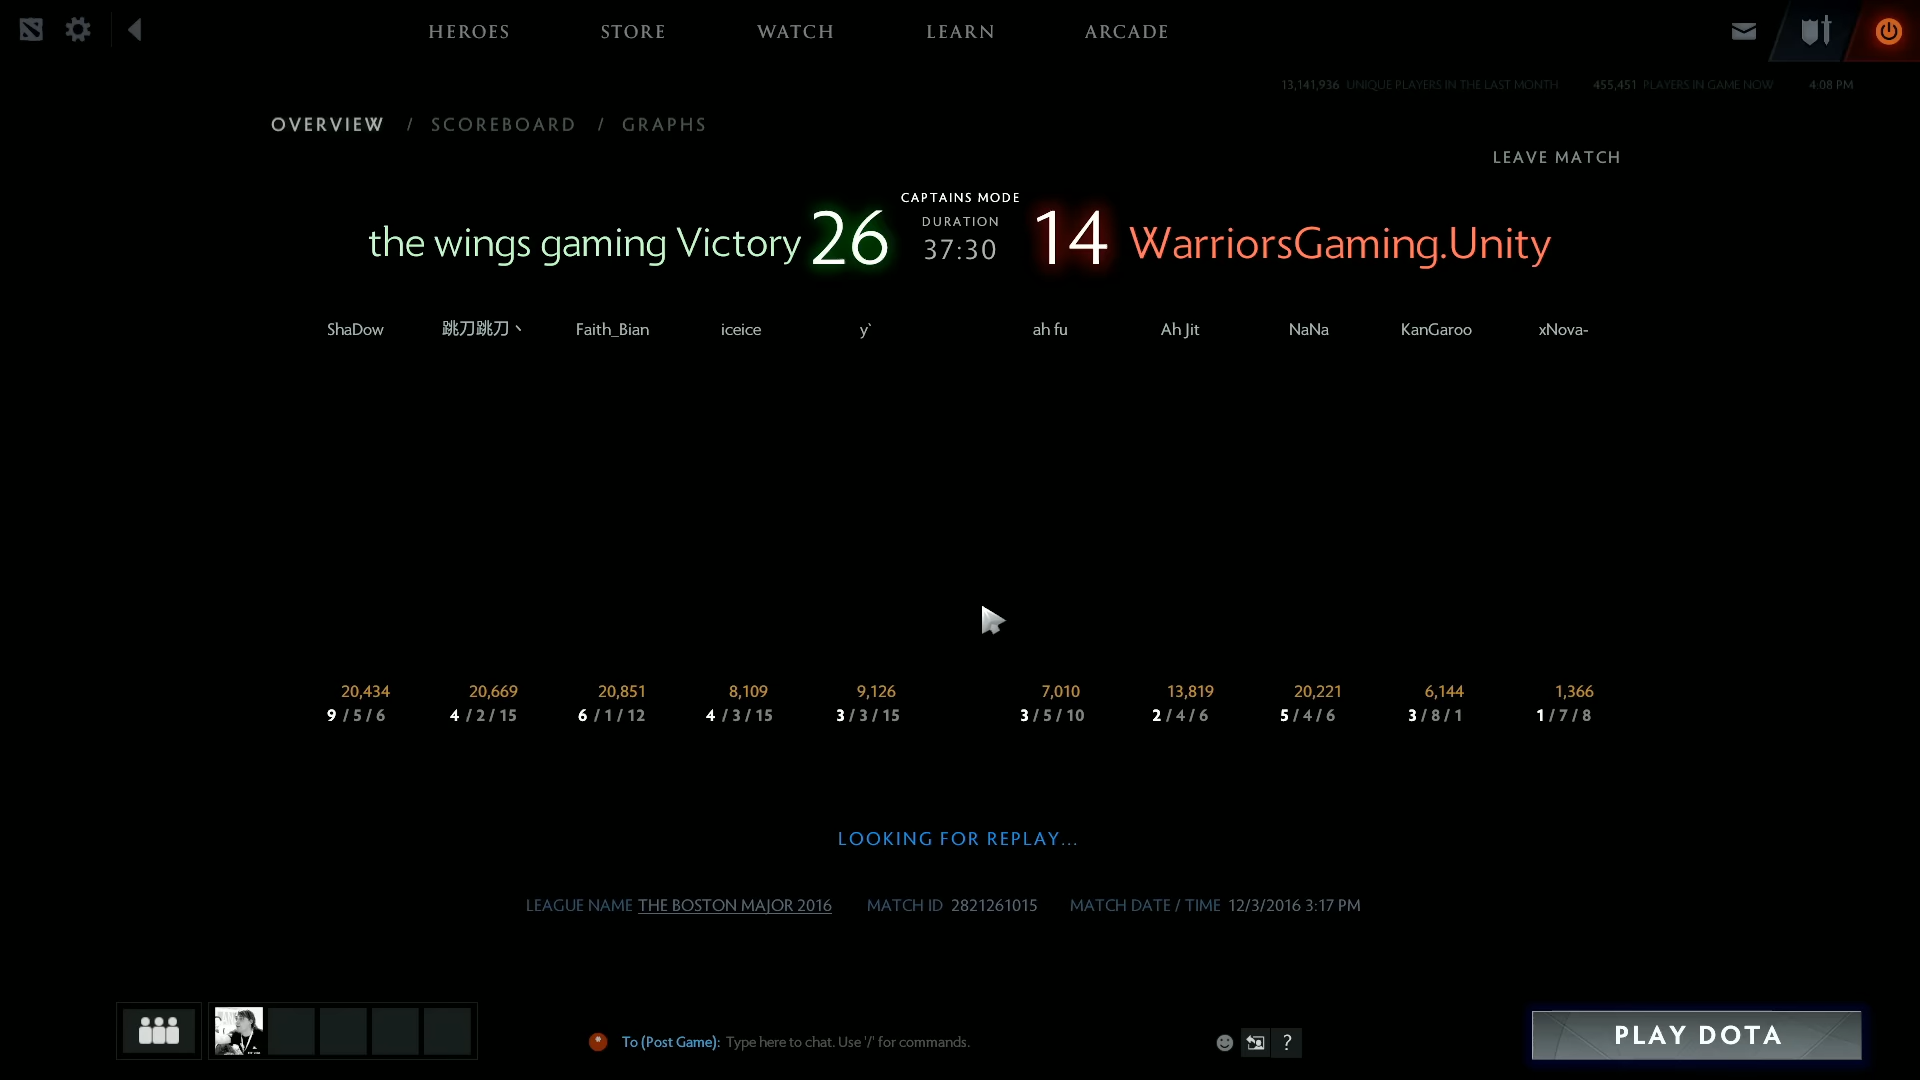 HEROES STORE WATCH LEARN ARCADE
13,141,936 UNIQUE PLAYERS IN THE LAST MONTH 455,451 PLAYERS IN GAME NOW 4:08 PM
OVERVIEW / SCOREBOARD / GRAPHS
LEAVE MATCH
CAPTAINS MODE
the wings gaming Victory 26 DURATION 37:30 14 WarriorsGaming.Unity
ShaDow 跳刀跳刀丶 Faith_Bian iceice y` ah fu Ah Jit NaNa KanGaroo xNova-
20,434 20,669 20,851 8,109 9,126 7,010 13,819 20,221 6,144 1,366
9 / 5 / 6 4 / 2 / 15 6 / 1 / 12 4 / 3 / 15 3 / 3 / 15 3 / 5 / 10 2 / 4 / 6 5 / 4 / 6 3 / 8 / 1 1 / 7 / 8
LOOKING FOR REPLAY...
LEAGUE NAME THE BOSTON MAJOR 2016 MATCH ID 2821261015 MATCH DATE / TIME 12/3/2016 3:17 PM
To (Post Game): Type here to chat. Use '/' for commands. ?
PLAY DOTA